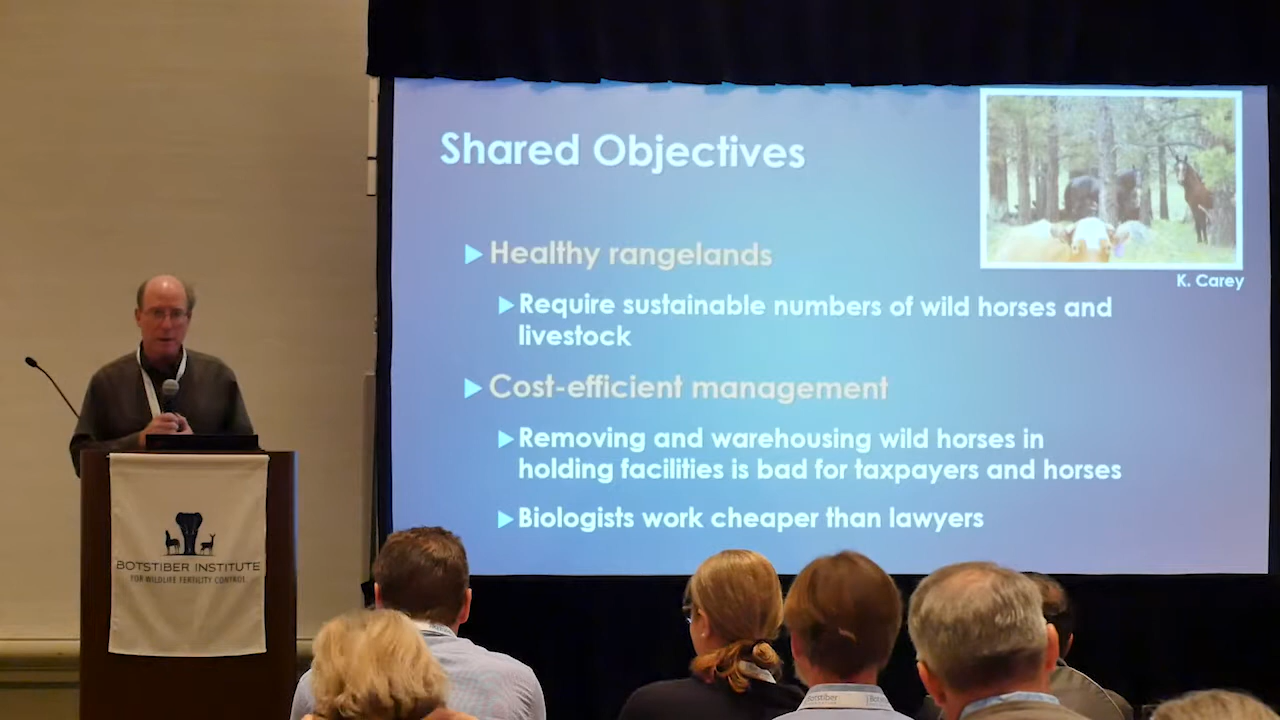 Shared Objectives
Healthy rangelands
Require sustainable numbers of wild horses and
livestock
Cost-efficient management
Removing and warehousing wild horses in
holding facilities is bad for taxpayers and horses
Biologists work cheaper than lawyers
K. Carey
BOTSTIBER INSTITUTE
FOR WILDLIFE FERTILITY CONTROL
Botstiber